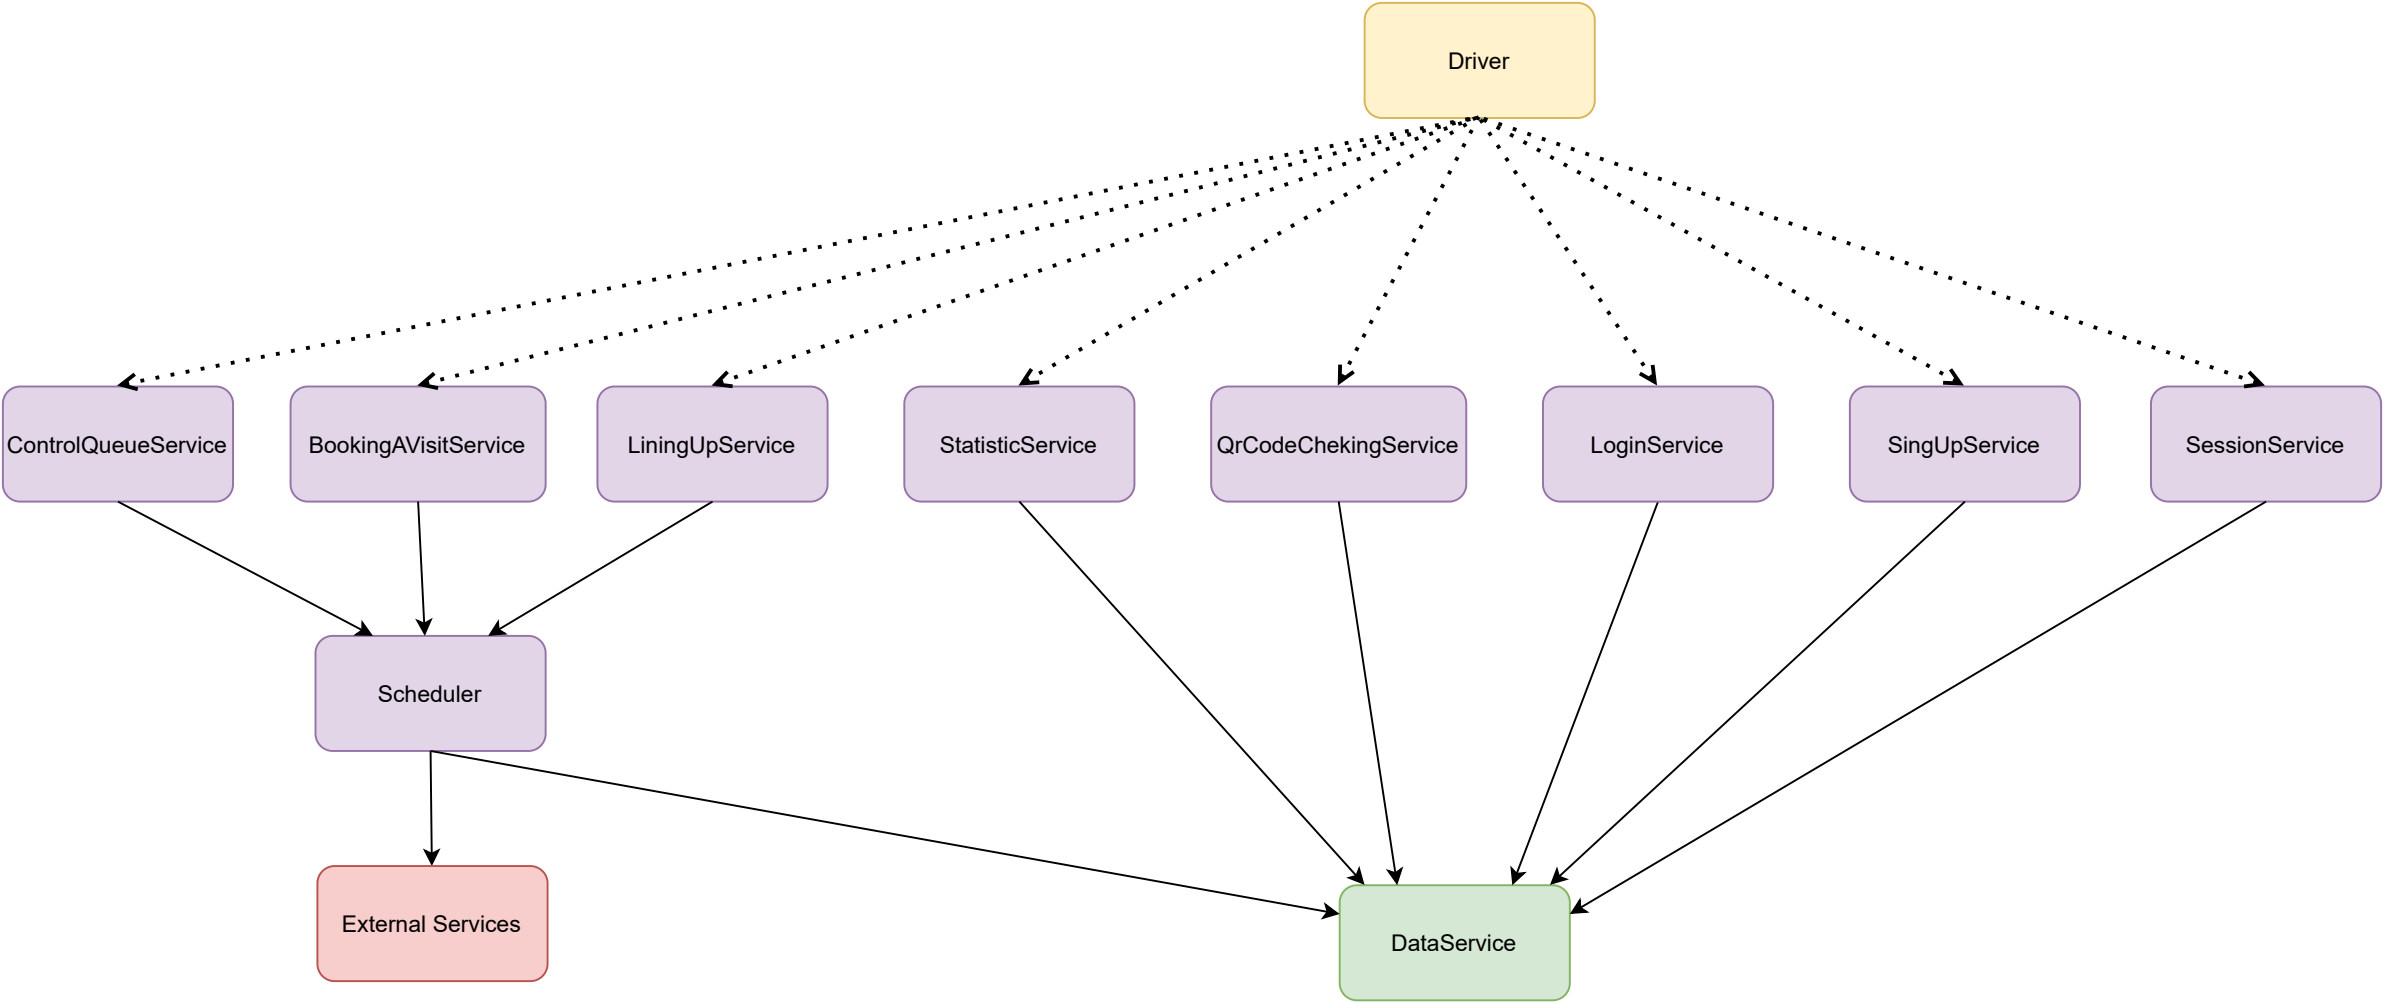 Driver
ControlQueueService
BookingAVisitService
LiningUpService
StatisticService
QrCodeChekingService
LoginService
SingUpService
SessionService
Scheduler
External Services
DataService